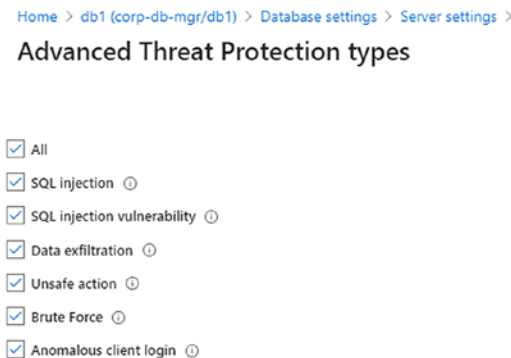 Home > db1 (corp-db-mgr/db1) > Database settings > Server settings >
Advanced Threat Protection types
All
SQL injection
SQL injection vulnerability
Data exfiltration
Unsafe action
Brute Force
Anomalous client login